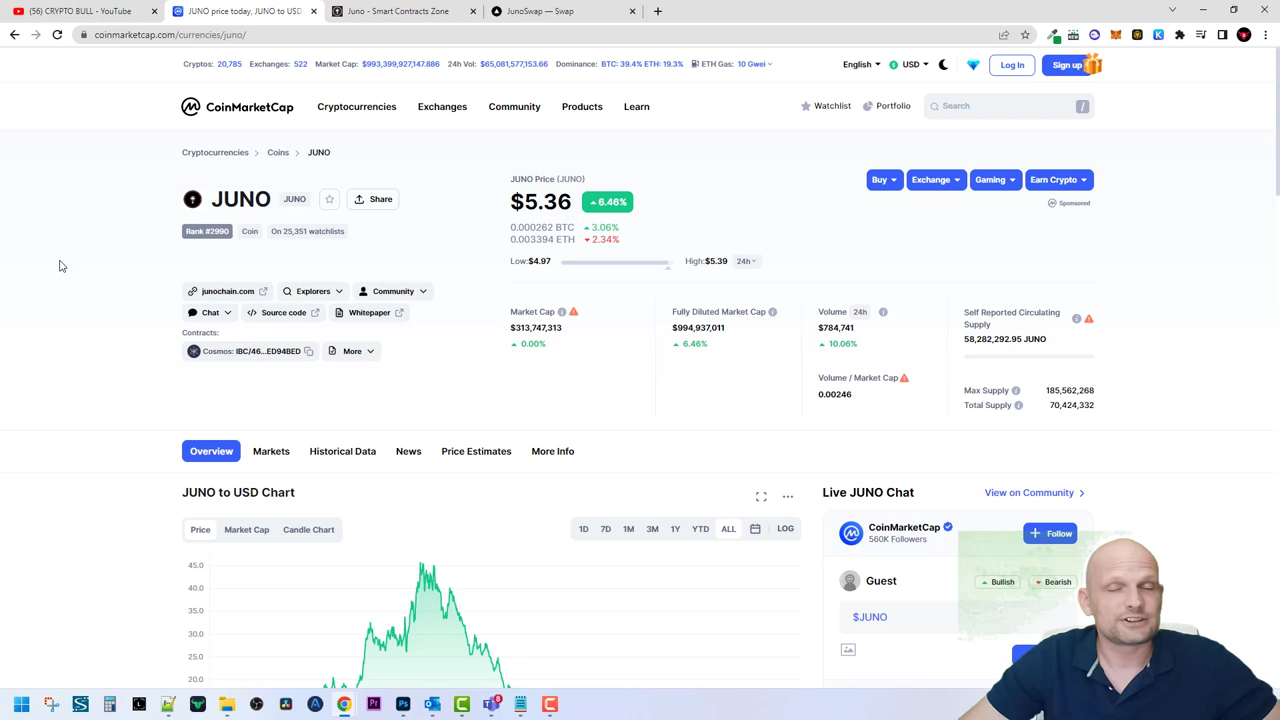 (56) CRYPTO BULL - YouTube
JUNO price today, JUNO to USD
Juno - Smart Contracts Zone
JunoSwap — Swap
coinmarketcap.com/currencies/juno/
Cryptos: 20,785 Exchanges: 522 Market Cap: $993,399,927,147.886 24h Vol: $65,081,577,153.66 Dominance: BTC: 39.4% ETH: 19.3% ETH Gas: 10 Gwei
English USD Log In Sign up
CoinMarketCap Cryptocurrencies Exchanges Community Products Learn
Watchlist Portfolio Search /
Cryptocurrencies > Coins > JUNO
JUNO JUNO Share
Rank #2990 Coin On 25,351 watchlists
junochain.com Explorers Community
Chat Source code Whitepaper
Contracts:
Cosmos: IBC/46...ED94BED More
JUNO Price (JUNO)
$5.36 6.46%
0.000262 BTC 3.06%
0.003394 ETH 2.34%
Low:$4.97 High:$5.39 24h
Buy Exchange Gaming Earn Crypto
Sponsored
Market Cap
$313,747,313
0.00%
Fully Diluted Market Cap
$994,937,011
6.46%
Volume 24h
$784,741
10.06%
Volume / Market Cap
0.00246
Self Reported Circulating
Supply
58,282,292.95 JUNO
Max Supply 185,562,268
Total Supply 70,424,332
Overview Markets Historical Data News Price Estimates More Info
JUNO to USD Chart
Price Market Cap Candle Chart
1D 7D 1M 3M 1Y YTD ALL LOG
45.0
40.0
35.0
30.0
25.0
20.0
Live JUNO Chat View on Community >
CoinMarketCap
560K Followers
+ Follow
Guest Bullish Bearish
$JUNO